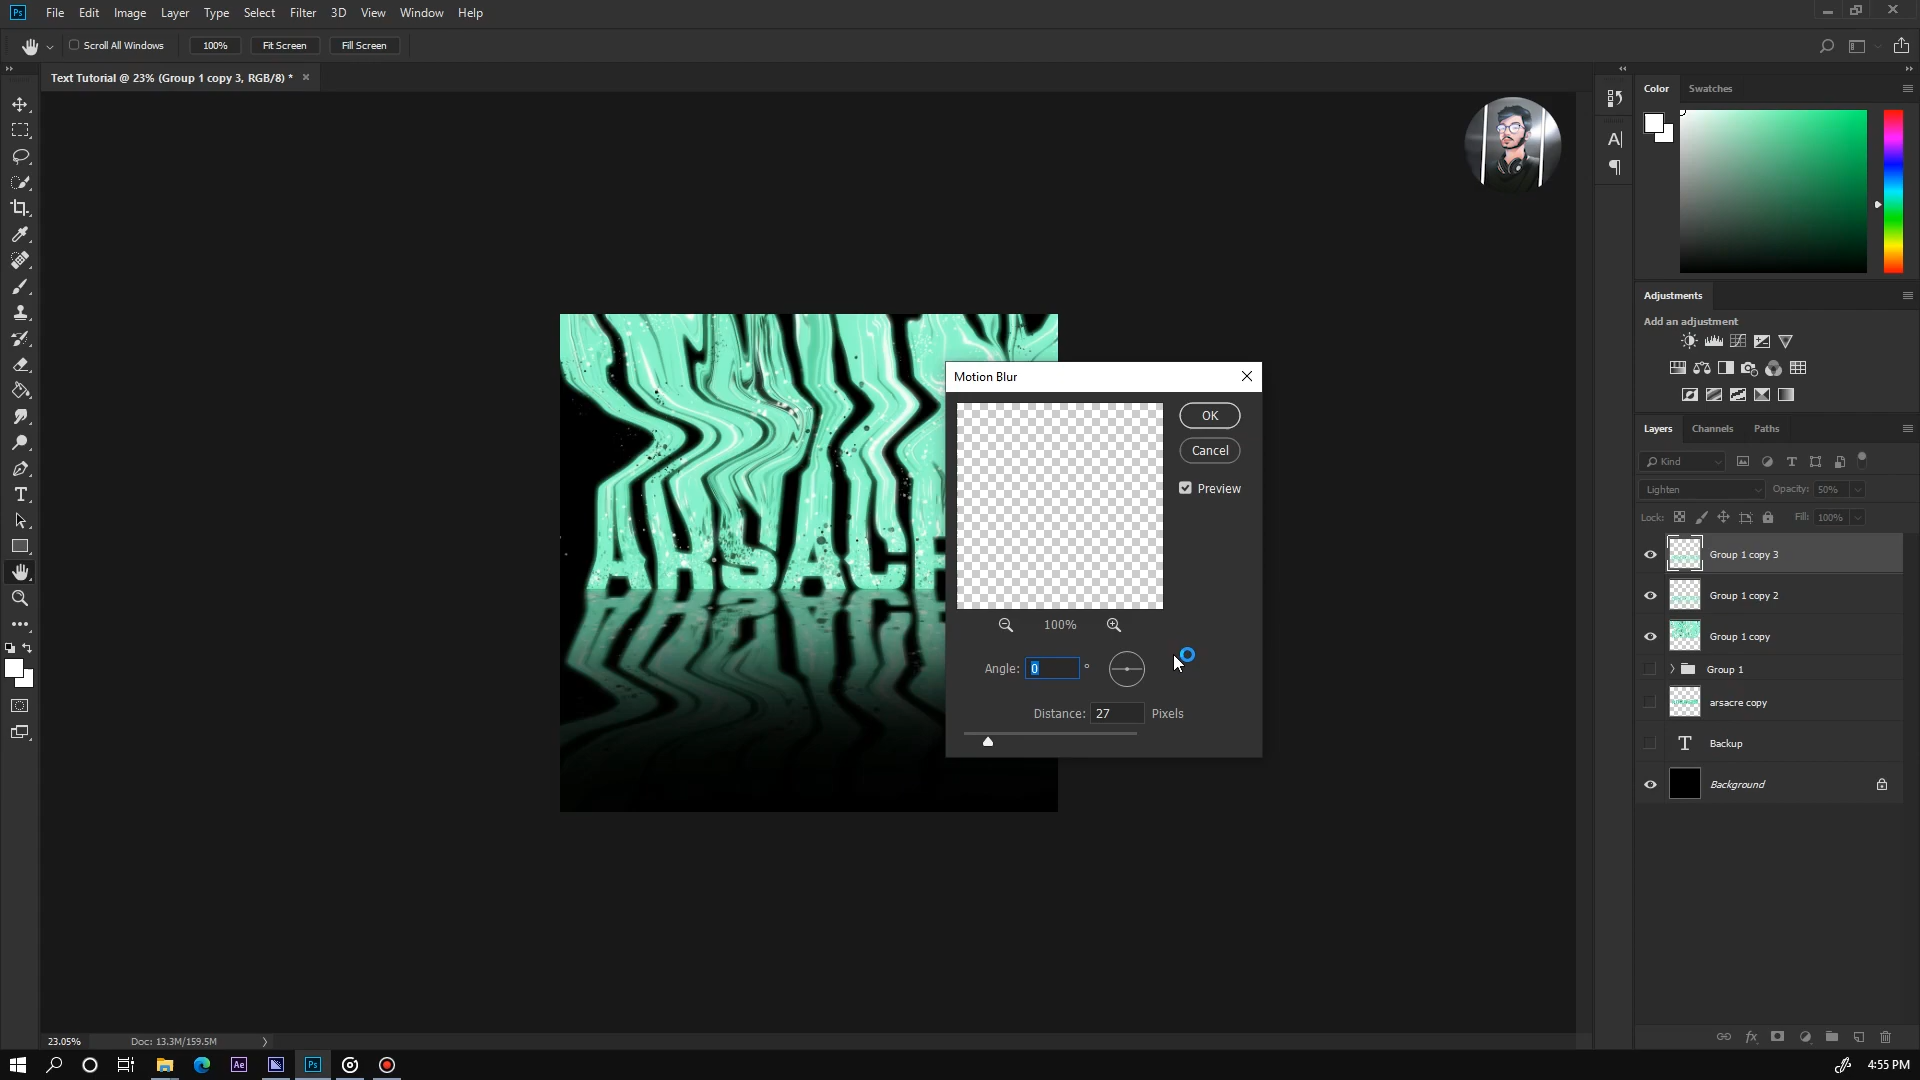 Ps File Edit Image Layer Type Select Filter 3D View Window Help
Scroll All Windows 100% Fit Screen Fill Screen
Text Tutorial @ 23% (Group 1 copy 3, RGB/8) *
Color Swatches
Adjustments
Add an adjustment
Motion Blur
OK
Cancel
Preview
100%
Angle: 0 °
Distance: 27 Pixels
Layers Channels Paths
Kind
Lighten Opacity: 50%
Lock: Fill: 100%
Group 1 copy 3
Group 1 copy 2
Group 1 copy
Group 1
arsacre copy
Backup
Background
ARSAC
23.05% Doc: 13.3M/159.5M
Ae Ps 4:55 PM